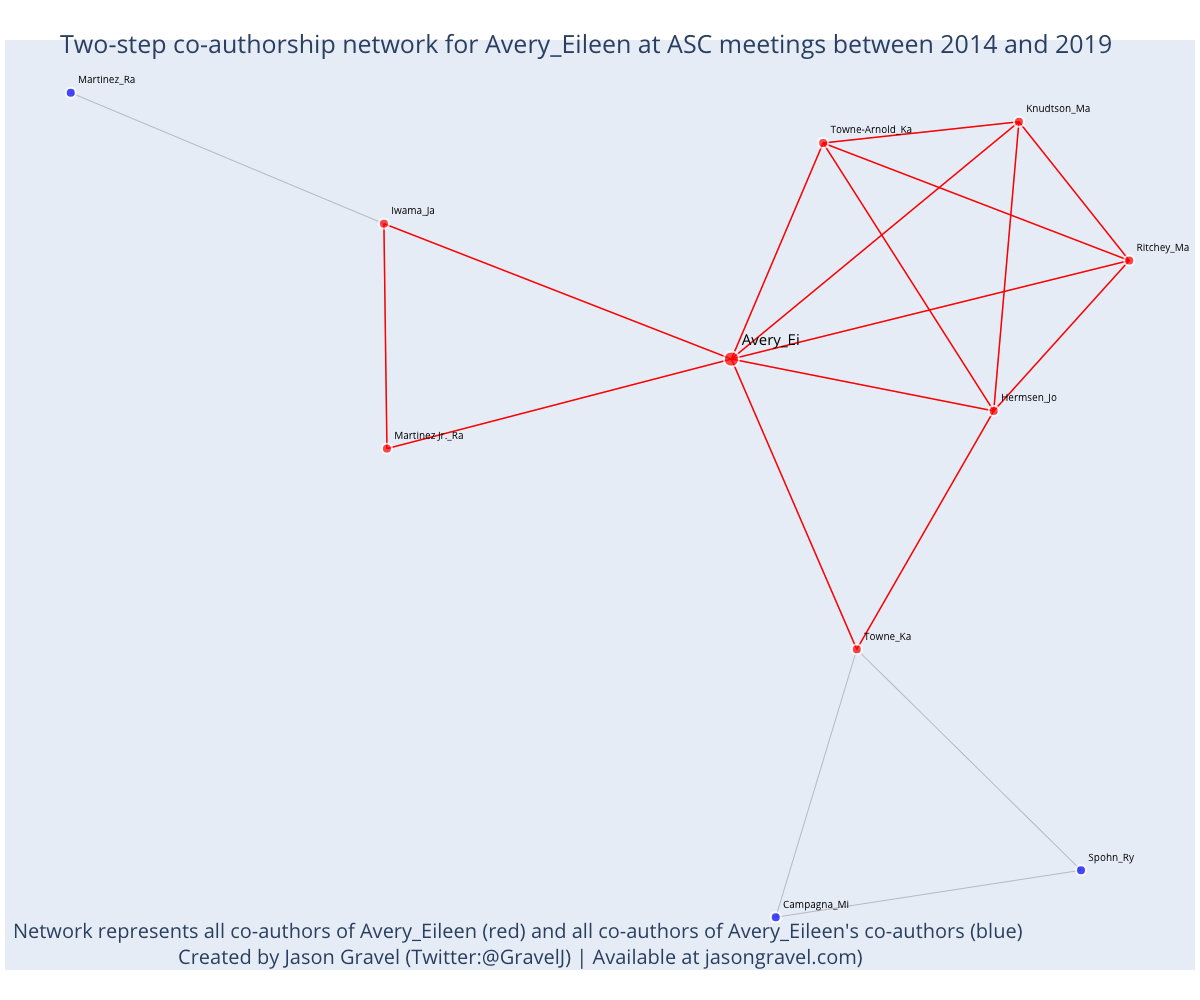 Two-step co-authorship network for Avery_Eileen at ASC meetings between 2014 and 2019
Martinez_Ra
Knudtson_Ma
Towne-Arnold_Ka
Iwama_Ja
Ritchey_Ma
Avery_Ei
Hermsen_Jo
Martinez Jr._Ra
Towne_Ka
Spohn_Ry
Campagna_Mi
Network represents all co-authors of Avery_Eileen (red) and all co-authors of Avery_Eileen's co-authors (blue)
Created by Jason Gravel (Twitter:@GravelJ) | Available at jasongravel.com)